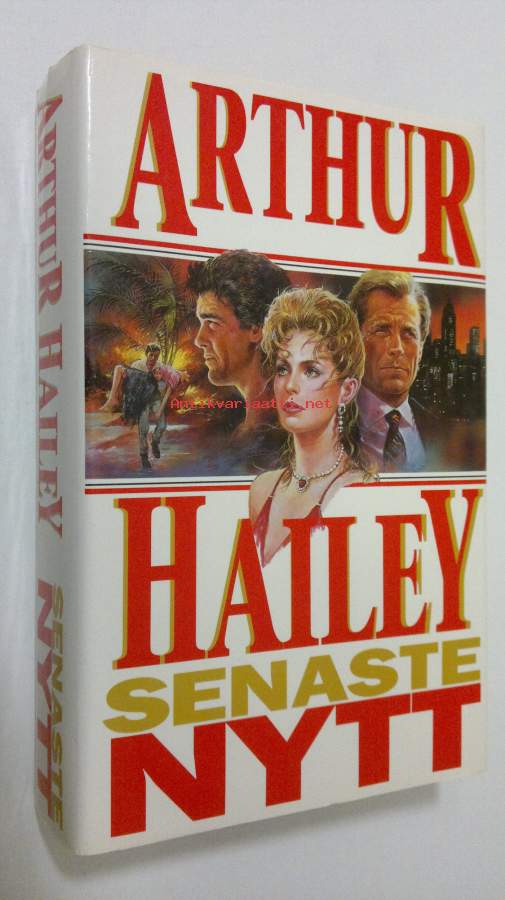 ARTHUR
HAILEY
SENASTE
NYTT
ARTHUR HAILEY SENASTE NYTT
Antikvariaatti.net